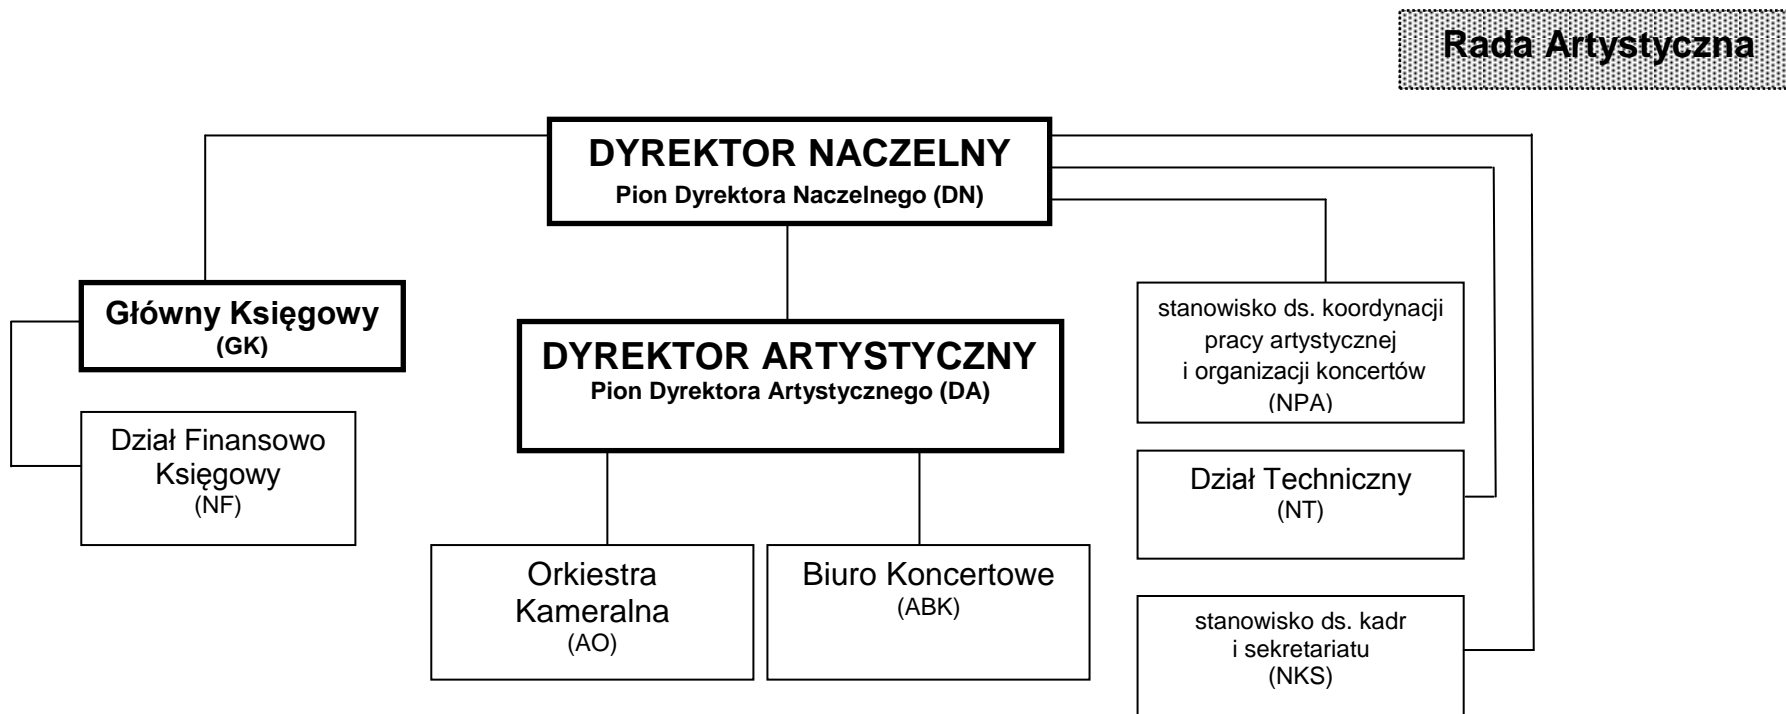 Rada Artystyczna
DYREKTOR NACZELNY
Pion Dyrektora Naczelnego (DN)
Główny Księgowy
(GK)
DYREKTOR ARTYSTYCZNY
Pion Dyrektora Artystycznego (DA)
stanowisko ds. koordynacji
pracy artystycznej
i organizacji koncertów
(NPA)
Dział Finansowo
Księgowy
(NF)
Dział Techniczny
(NT)
Orkiestra
Kameralna
(AO)
Biuro Koncertowe
(ABK)
stanowisko ds. kadr
i sekretariatu
(NKS)